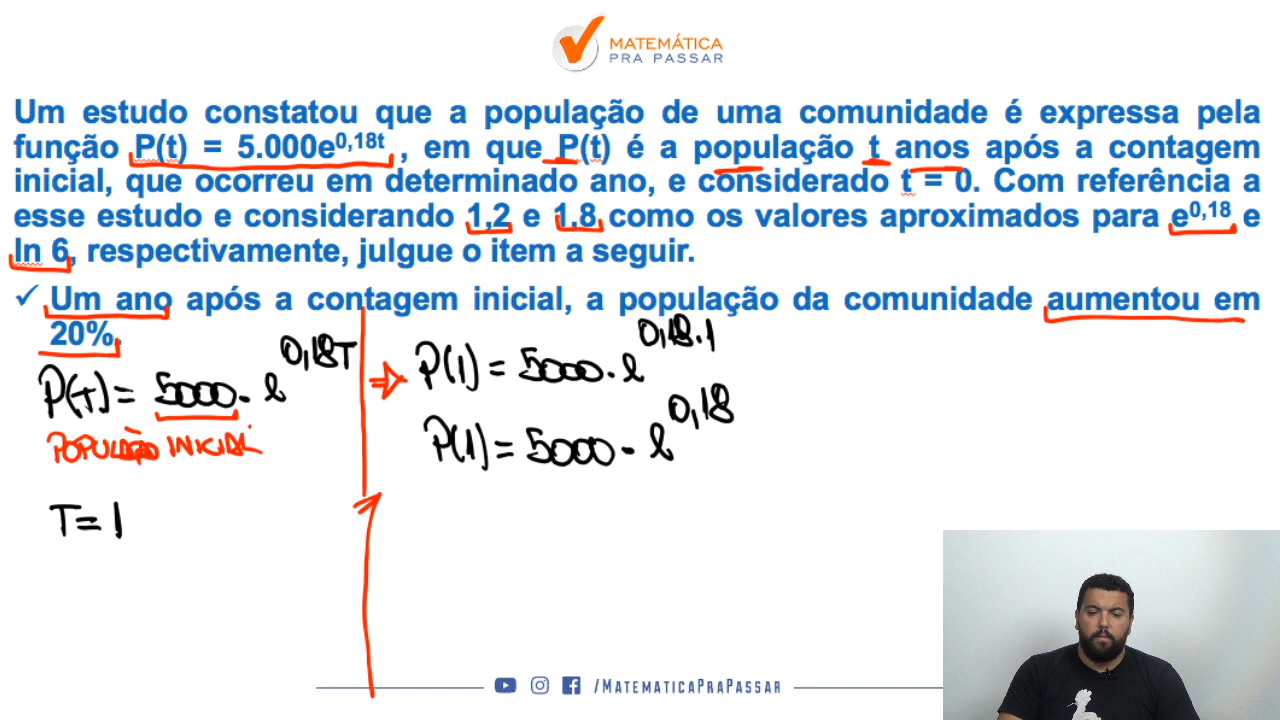 MATEMÁTICA
PRA PASSAR
Um estudo constatou que a população de uma comunidade é expressa pela
função P(t) = 5.000e^0,18t , em que P(t) é a população t anos após a contagem
inicial, que ocorreu em determinado ano, e considerado t = 0. Com referência a
esse estudo e considerando 1,2 e 1,8 como os valores aproximados para e^0,18 e
ln 6, respectivamente, julgue o item a seguir.
✓ Um ano após a contagem inicial, a população da comunidade aumentou em
20%.
P(T) = 5000 . e^0,18T
POPULAÇÃO INICIAL
T = 1
⇒ P(1) = 5000 . e^0,18.1
P(1) = 5000 . e^0,18
/MATEMATICAPRAPASSAR